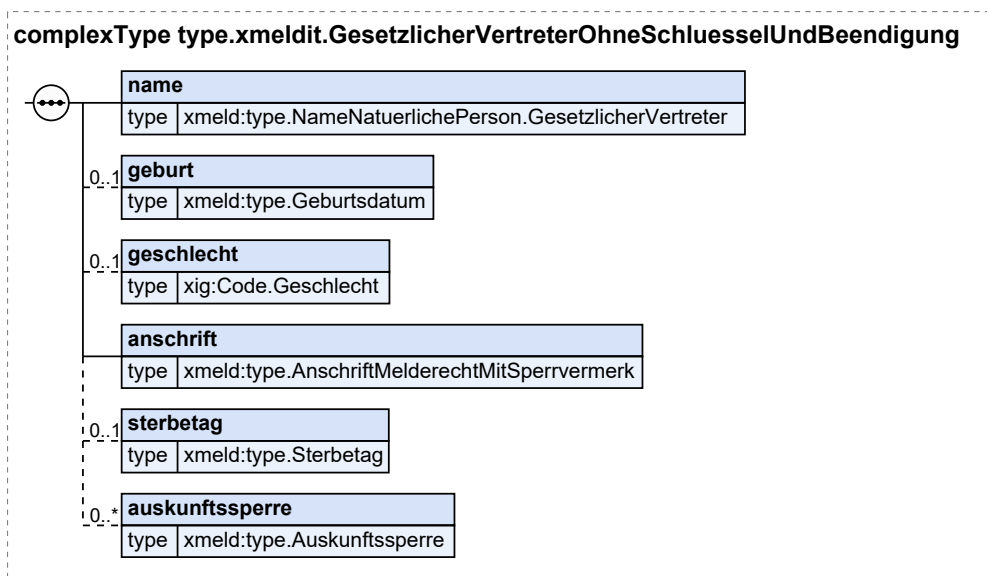 complexType type.xmeldit.GesetzlicherVertreterOhneSchluesselUndBeendigung
name
type xmeld:type.NameNatuerlichePerson.GesetzlicherVertreter
0..1 geburt
type xmeld:type.Geburtsdatum
0..1 geschlecht
type xig:Code.Geschlecht
anschrift
type xmeld:type.AnschriftMelderechtMitSperrvermerk
0..1 sterbetag
type xmeld:type.Sterbetag
0..* auskunftssperre
type xmeld:type.Auskunftssperre